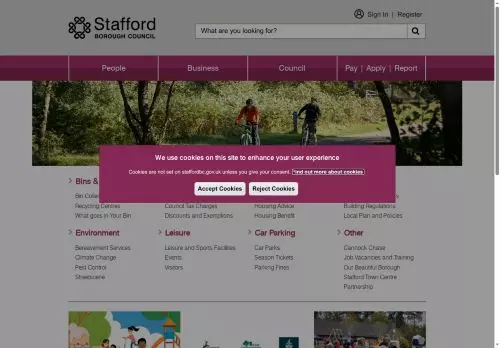 Stafford
BOROUGH COUNCIL
Sign In | Register
What are you looking for?
People
Business
Council
Pay | Apply | Report
We use cookies on this site to enhance your user experience
Cookies are not set on staffordbc.gov.uk unless you give your consent. Find out more about cookies
Accept Cookies
Reject Cookies
Bins &
Bin Collec
Recycling Centres
What goes in Your Bin
Council Tax Charges
Discounts and Exemptions
Housing Advice
Housing Benefit
Building Regulations
Local Plan and Policies
Environment
Bereavement Services
Climate Change
Pest Control
Streetscene
Leisure
Leisure and Sports Facilities
Events
Visitors
Car Parking
Car Parks
Season Tickets
Parking Fines
Other
Cannock Chase
Job Vacancies and Training
Our Beautiful Borough
Stafford Town Centre
Partnership